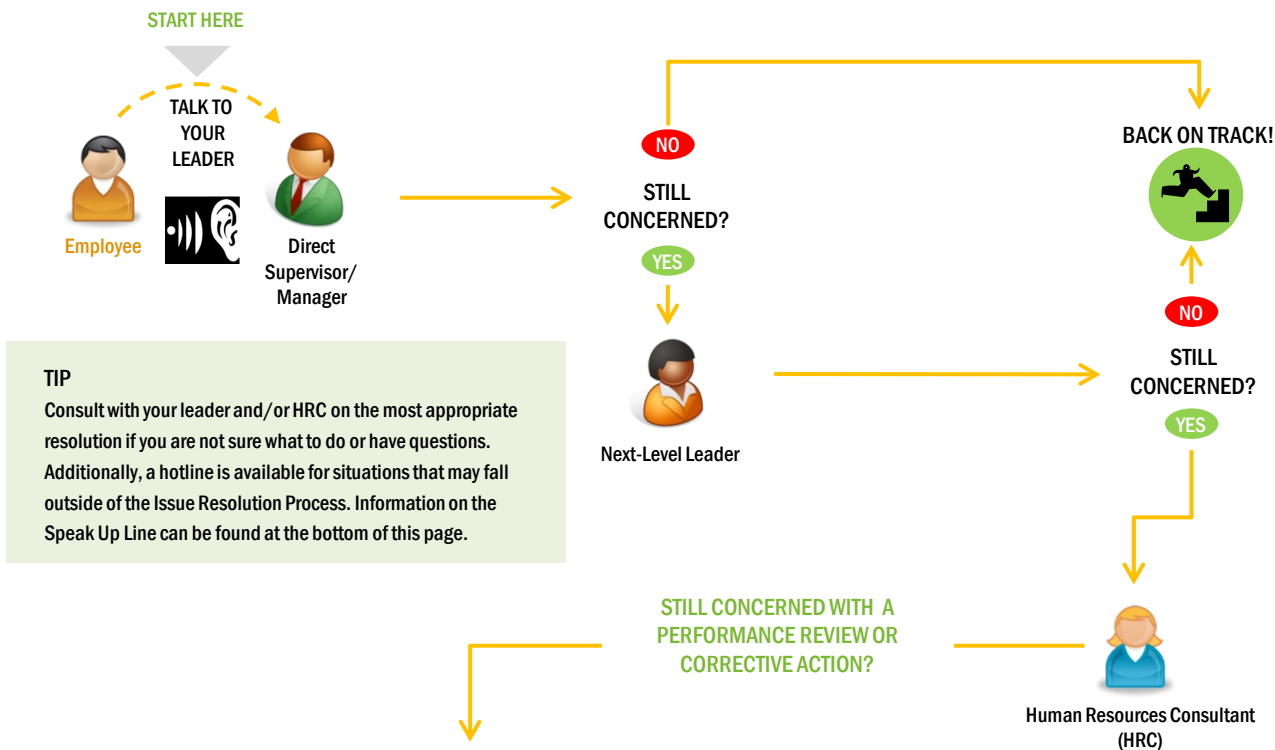 START HERE
TALK TO
YOUR
LEADER
Employee
Direct
Supervisor/
Manager
NO
STILL
CONCERNED?
YES
Next-Level Leader
BACK ON TRACK!
NO
STILL
CONCERNED?
YES
TIP
Consult with your leader and/or HRC on the most appropriate
resolution if you are not sure what to do or have questions.
Additionally, a hotline is available for situations that may fall
outside of the Issue Resolution Process. Information on the
Speak Up Line can be found at the bottom of this page.
Human Resources Consultant
(HRC)
STILL CONCERNED WITH A
PERFORMANCE REVIEW OR
CORRECTIVE ACTION?